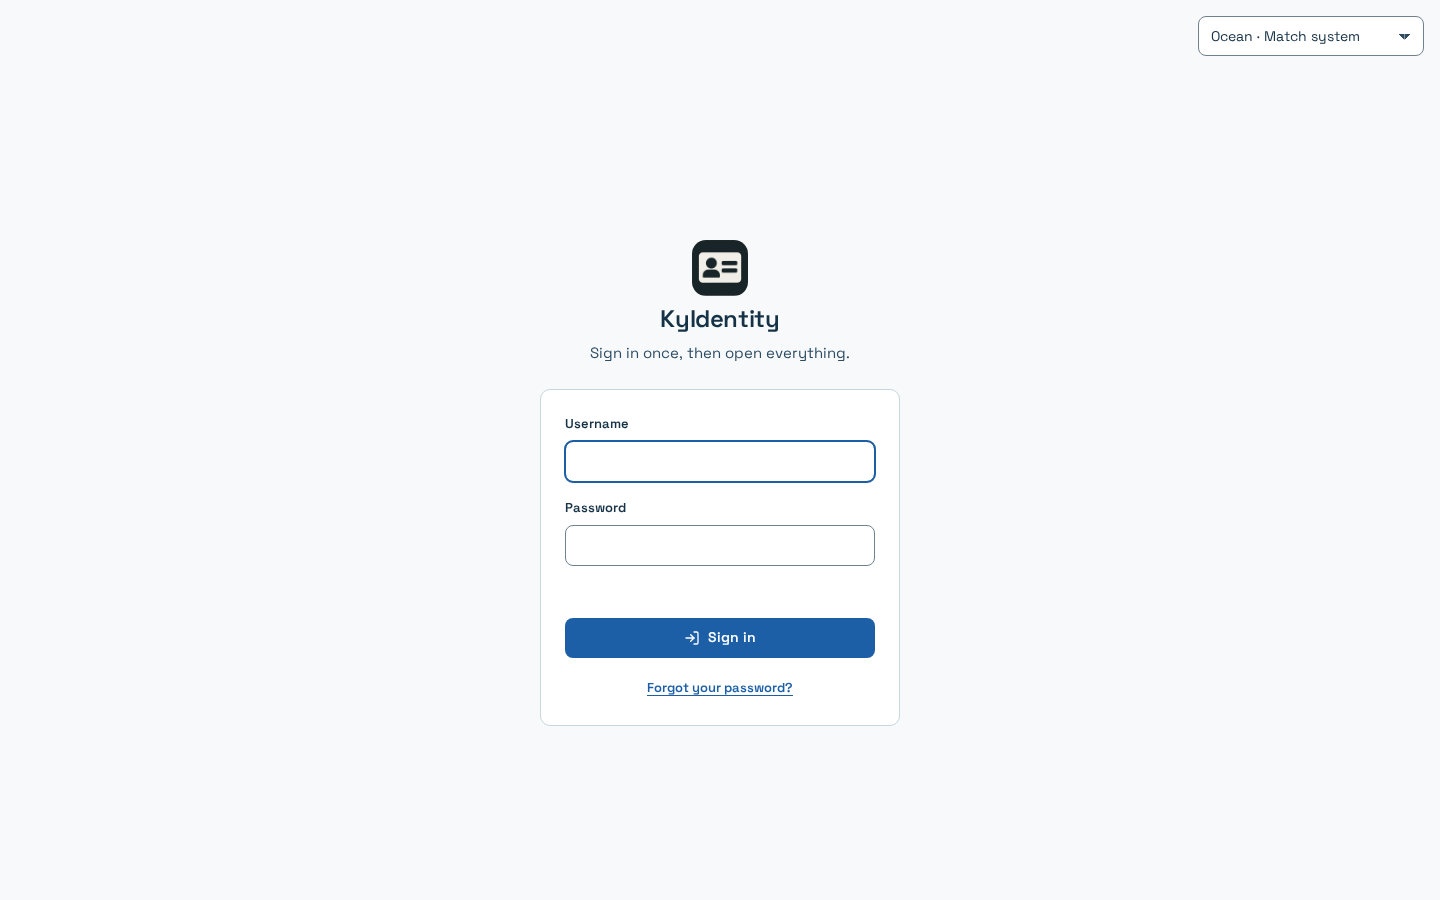 Ocean · Match system
KyIdentity
Sign in once, then open everything.
Username
Password
Sign in
Forgot your password?